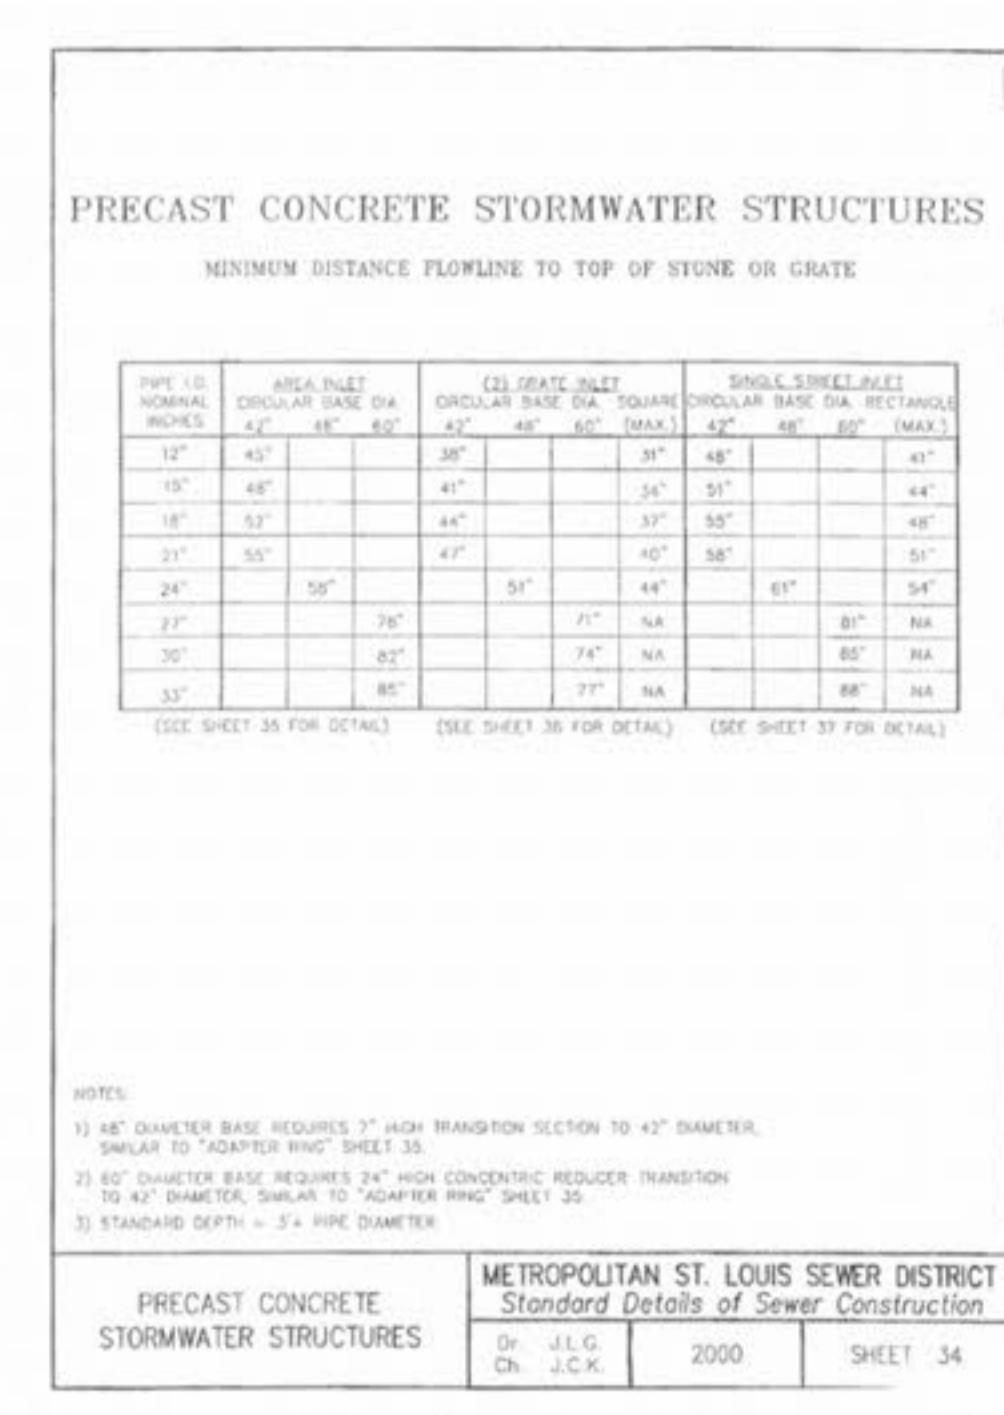 PRECAST CONCRETE STORMWATER STRUCTURES
MINIMUM DISTANCE FLOWLINE TO TOP OF STONE OR GRATE
PIPE I.D. NOMINAL INCHES
AREA INLET
CIRCULAR BASE DIA.
42" 48" 60"
(2) GRATE INLET
CIRCULAR BASE DIA. SQUARE
42" 48" 60" (MAX.)
SINGLE STREET INLET
CIRCULAR BASE DIA. RECTANGLE
42" 48" 60" (MAX.)
12" 45" 38" 31" 48" 41"
15" 48" 41" 34" 51" 44"
18" 52" 44" 37" 55" 48"
21" 55" 47" 40" 58" 51"
24" 58" 51" 44" 61" 54"
27" 78" 71" NA 81" NA
30" 82" 74" NA 85" NA
33" 85" 77" NA 88" NA
(SEE SHEET 35 FOR DETAIL) (SEE SHEET 36 FOR DETAIL) (SEE SHEET 37 FOR DETAIL)
NOTES:
1) 48" DIAMETER BASE REQUIRES 7" HIGH TRANSITION SECTION TO 42" DIAMETER,
SIMILAR TO "ADAPTER RING" SHEET 35.
2) 60" DIAMETER BASE REQUIRES 24" HIGH CONCENTRIC REDUCER TRANSITION
TO 42" DIAMETER, SIMILAR TO "ADAPTER RING" SHEET 35.
3) STANDARD DEPTH = 3'+ PIPE DIAMETER
PRECAST CONCRETE
STORMWATER STRUCTURES
METROPOLITAN ST. LOUIS SEWER DISTRICT
Standard Details of Sewer Construction
Dr. J.L.G.
Ch. J.C.K.
2000
SHEET 34